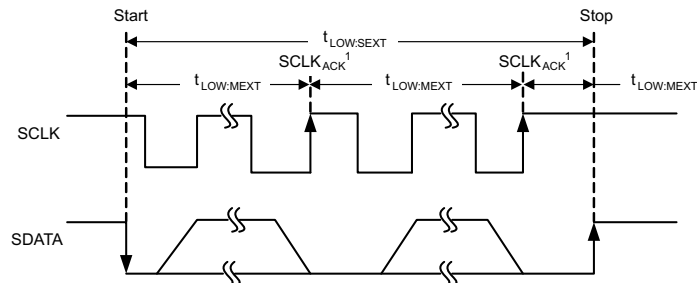 Start Stop
tLOW:SEXT
SCLKACK1 SCLKACK1
tLOW:MEXT tLOW:MEXT tLOW:MEXT
SCLK
SDATA